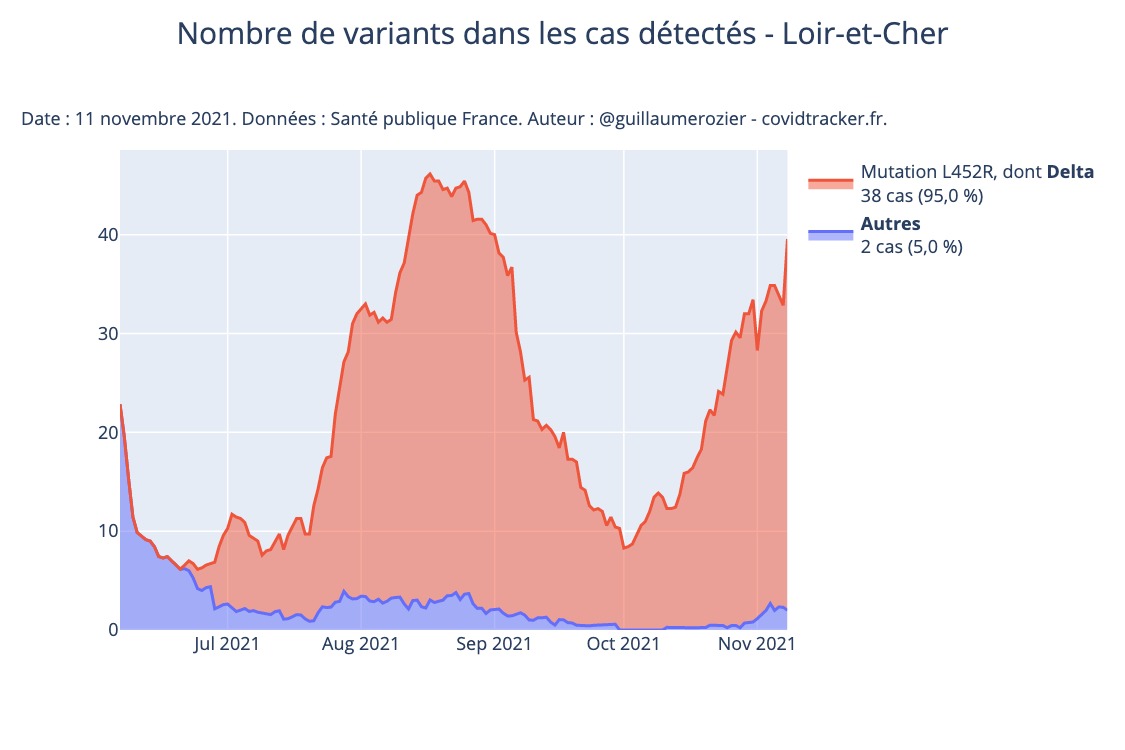 Nombre de variants dans les cas détectés - Loir-et-Cher
Date : 11 novembre 2021. Données : Santé publique France. Auteur : @guillaumerozier - covidtracker.fr.
Mutation L452R, dont Delta
38 cas (95,0 %)
Autres
2 cas (5,0 %)
40
30
20
10
0
Jul 2021
Aug 2021
Sep 2021
Oct 2021
Nov 2021